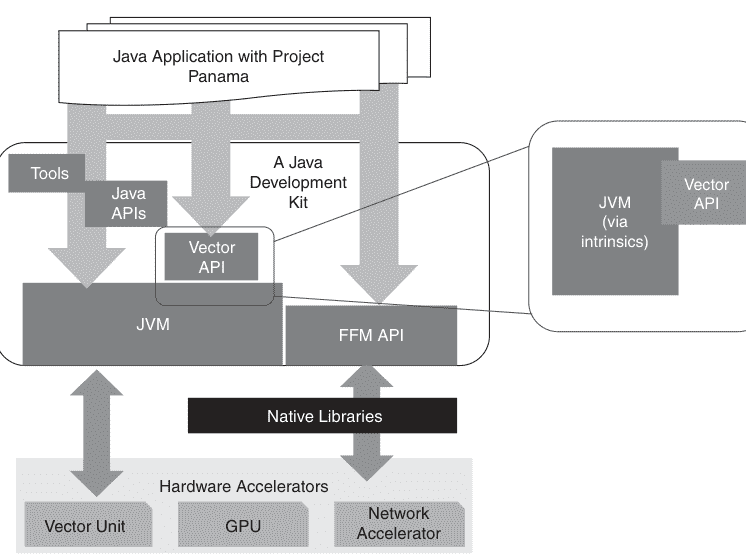 Java Application with Project
Panama
A Java
Development
Kit
Tools
Java
APIs
Vector
API
JVM
FFM API
JVM
(via
intrinsics)
Vector
API
Native Libraries
Hardware Accelerators
Vector Unit
GPU
Network
Accelerator